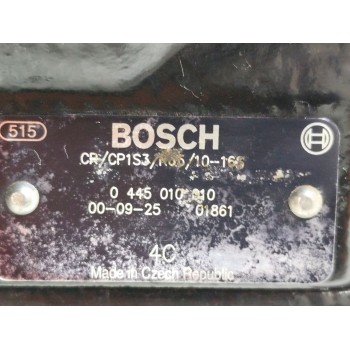 515
BOSCH
CR/CP1S3/R65/10-16S
0 445 010 010
00-09-25 01861
4C
Made in Czech Republic